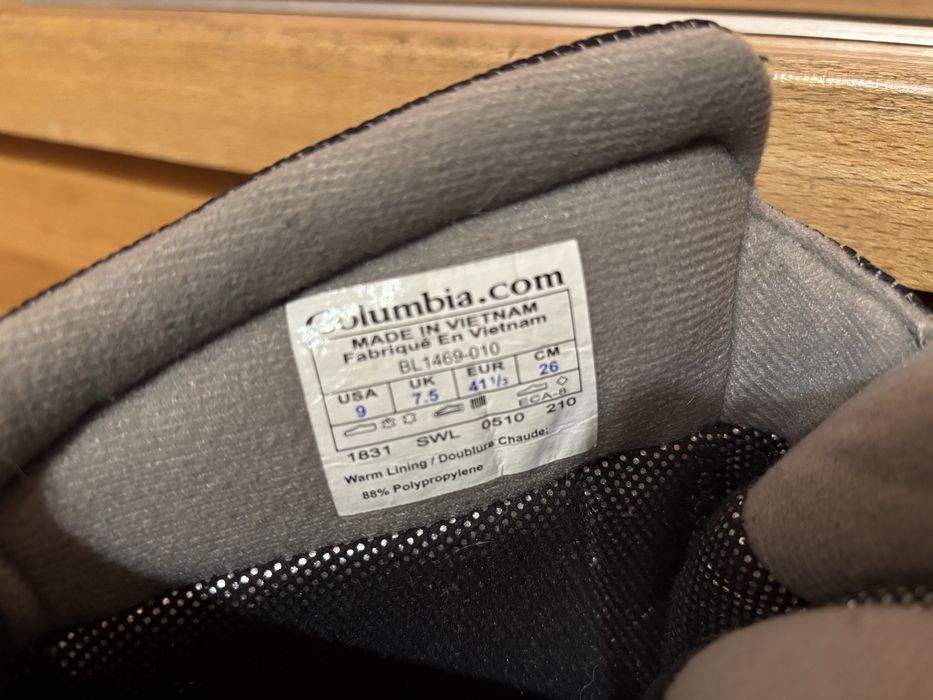 Columbia.com
MADE IN VIETNAM
Fabriqué En Vietnam
BL1469-010
USA UK EUR CM
9 7.5 41 1/3 26
ECA-8
1831 SWL 0510 210
Warm Lining / Doublure Chaude:
88% Polypropylene